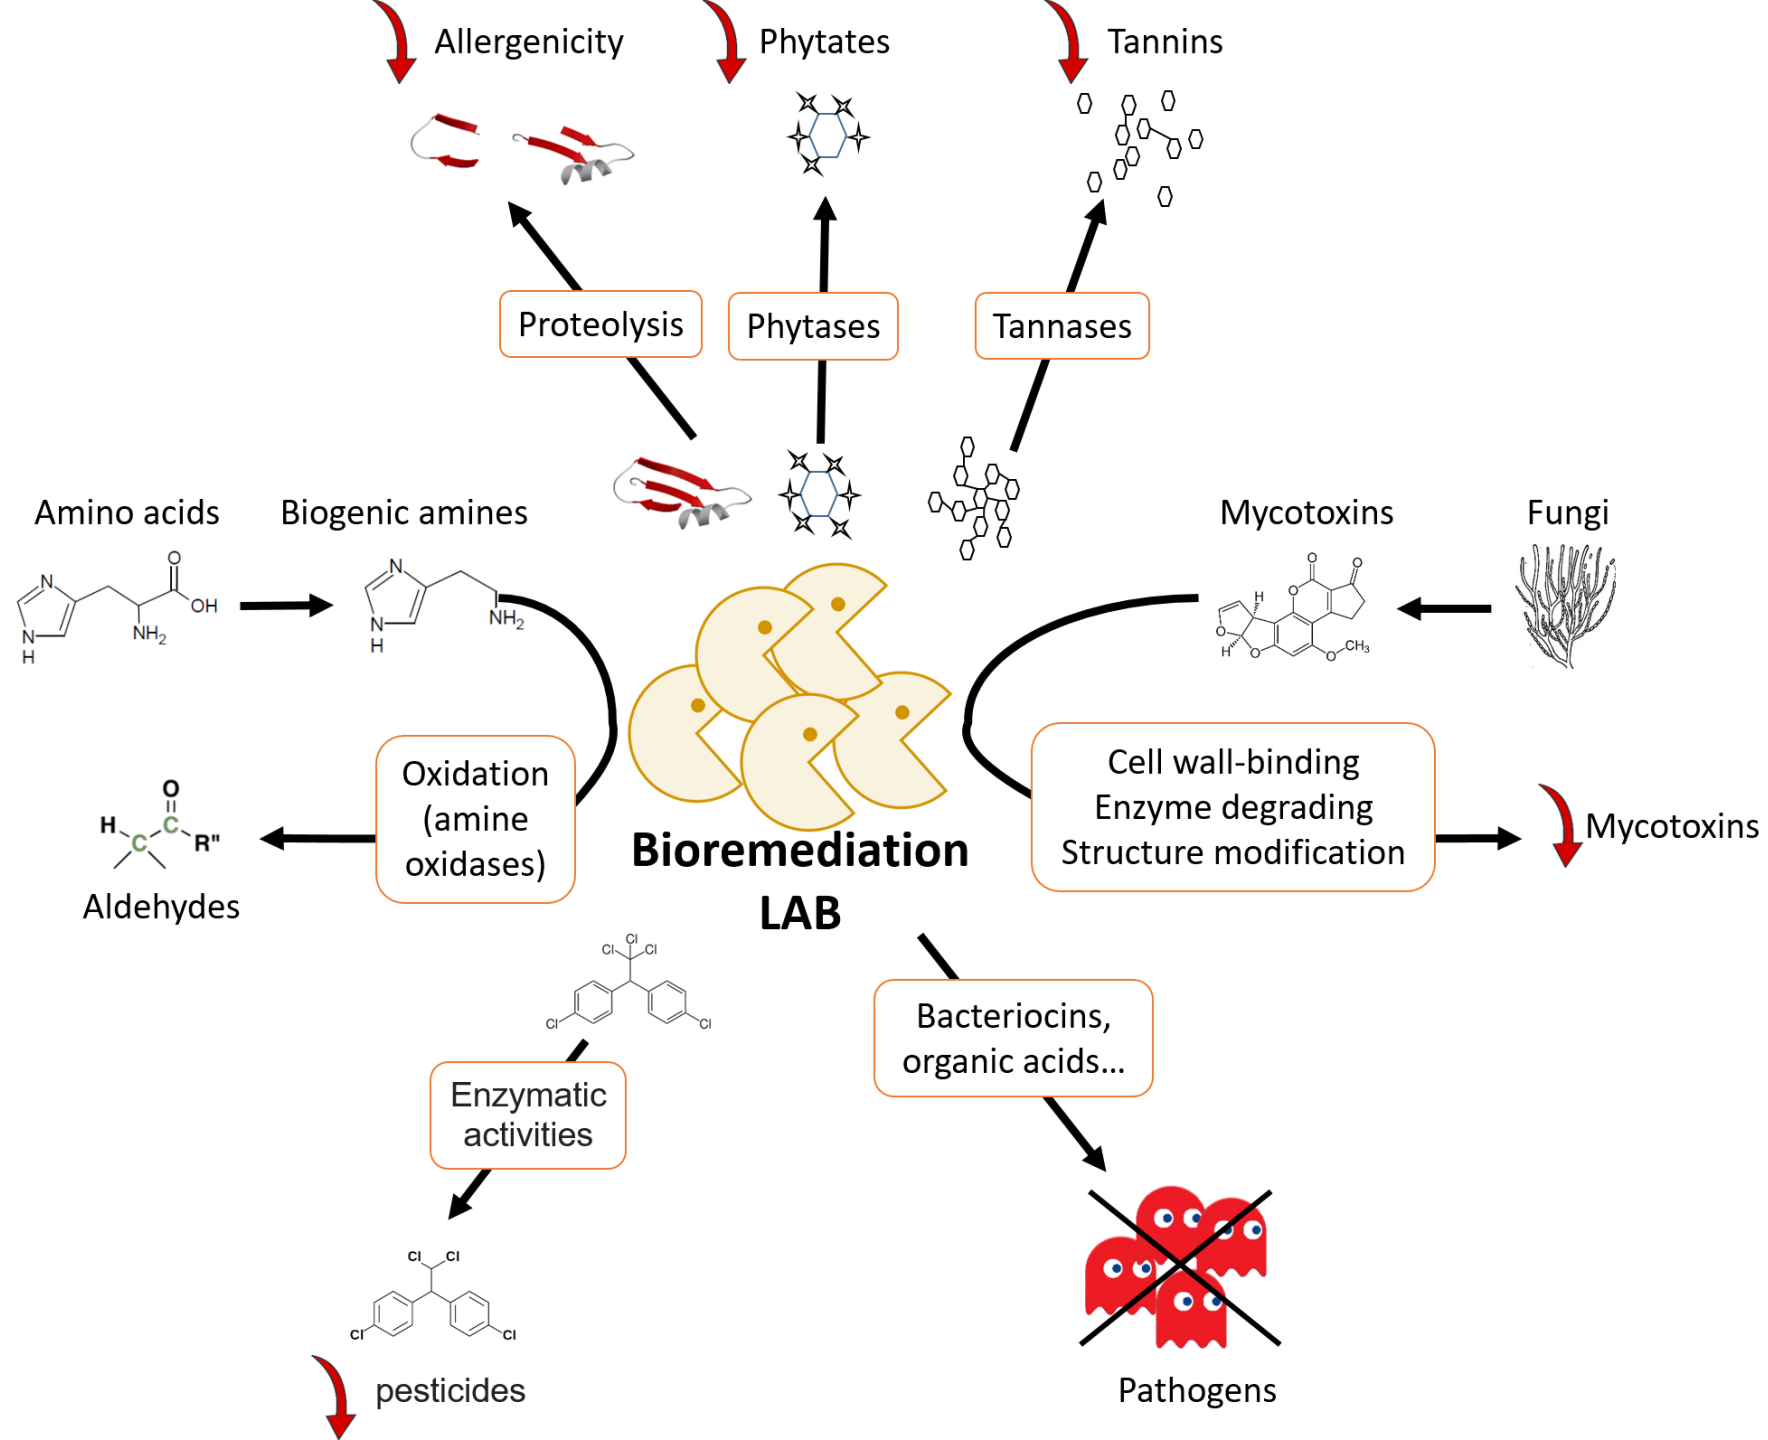 Allergenicity
Phytates
Tannins
Proteolysis
Phytases
Tannases
Amino acids
Biogenic amines
Mycotoxins
Fungi
N
N
H
O
OH
NH₂
N
N
H
NH₂
O
O
O
H
O
H
O
O
CH₃
Oxidation
(amine
oxidases)
O
H
C
C
R"
Aldehydes
Bioremediation
LAB
Cell wall-binding
Enzyme degrading
Structure modification
Mycotoxins
Cl
Cl
Cl
Cl
Cl
Enzymatic
activities
Bacteriocins,
organic acids...
Cl
Cl
Cl
Cl
pesticides
Pathogens